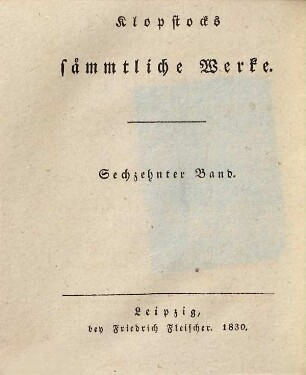 Klopstocks
sämmtliche Werke.
Sechzehnter Band.
Leipzig,
bey Friedrich Fleischer. 1830.